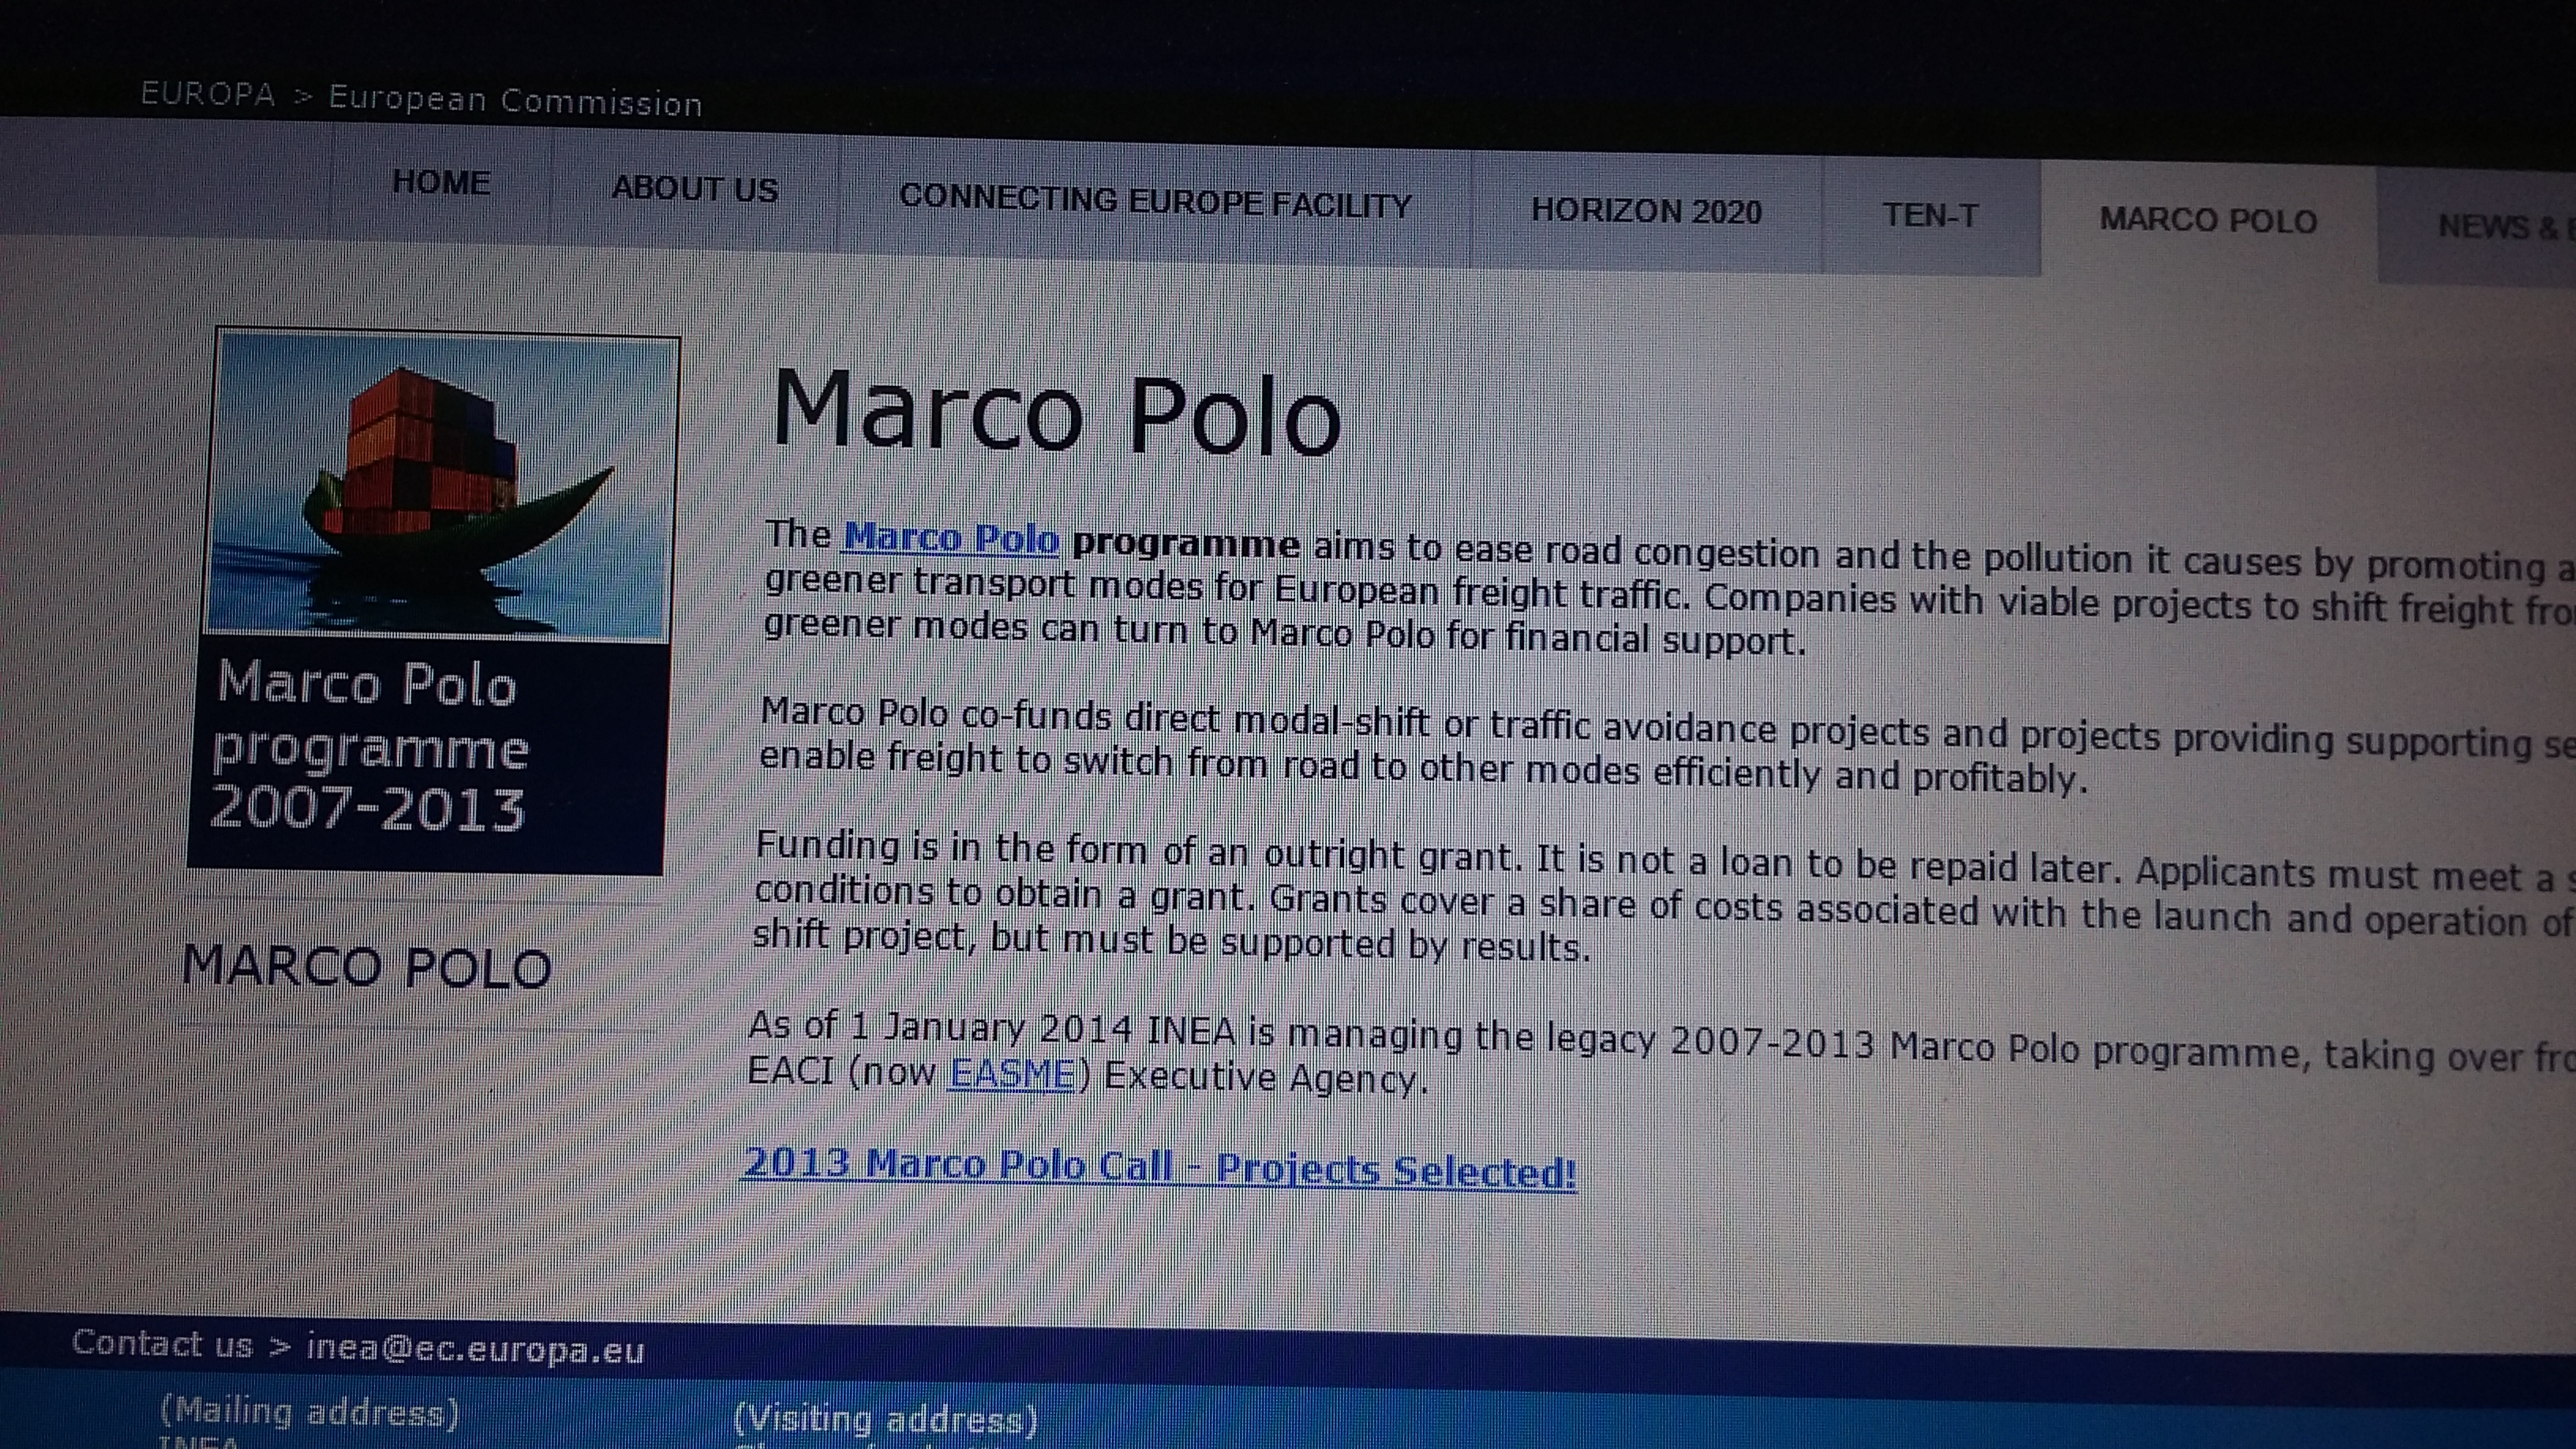 EUROPA > European Commission
HOME ABOUT US CONNECTING EUROPE FACILITY HORIZON 2020 TEN-T MARCO POLO NEWS &
Marco Polo
programme
2007-2013
MARCO POLO
Marco Polo
The Marco Polo programme aims to ease road congestion and the pollution it causes by promoting a
greener transport modes for European freight traffic. Companies with viable projects to shift freight fro
greener modes can turn to Marco Polo for financial support.
Marco Polo co-funds direct modal-shift or traffic avoidance projects and projects providing supporting se
enable freight to switch from road to other modes efficiently and profitably.
Funding is in the form of an outright grant. It is not a loan to be repaid later. Applicants must meet a s
conditions to obtain a grant. Grants cover a share of costs associated with the launch and operation of
shift project, but must be supported by results.
As of 1 January 2014 INEA is managing the legacy 2007-2013 Marco Polo programme, taking over fro
EACI (now EASME) Executive Agency.
2013 Marco Polo Call - Projects Selected!
Contact us > inea@ec.europa.eu
(Mailing address) (Visiting address)
INEA